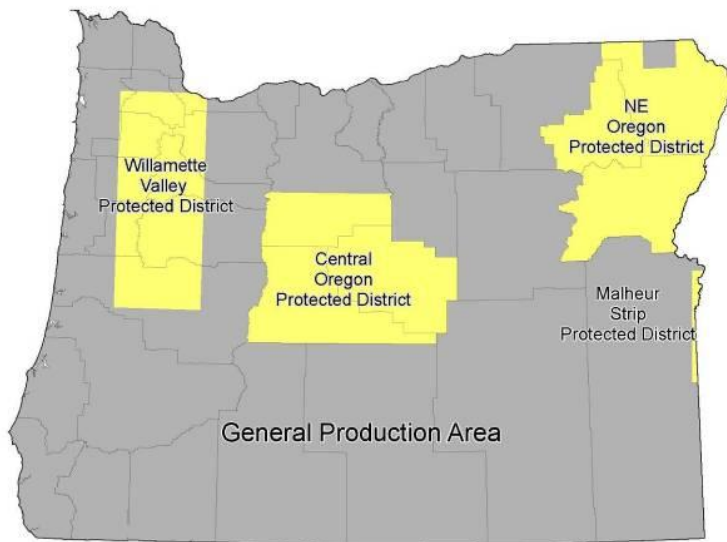 NE
Oregon
Protected District
Willamette
Valley
Protected District
Central
Oregon
Protected District
Malheur
Strip
Protected District
General Production Area